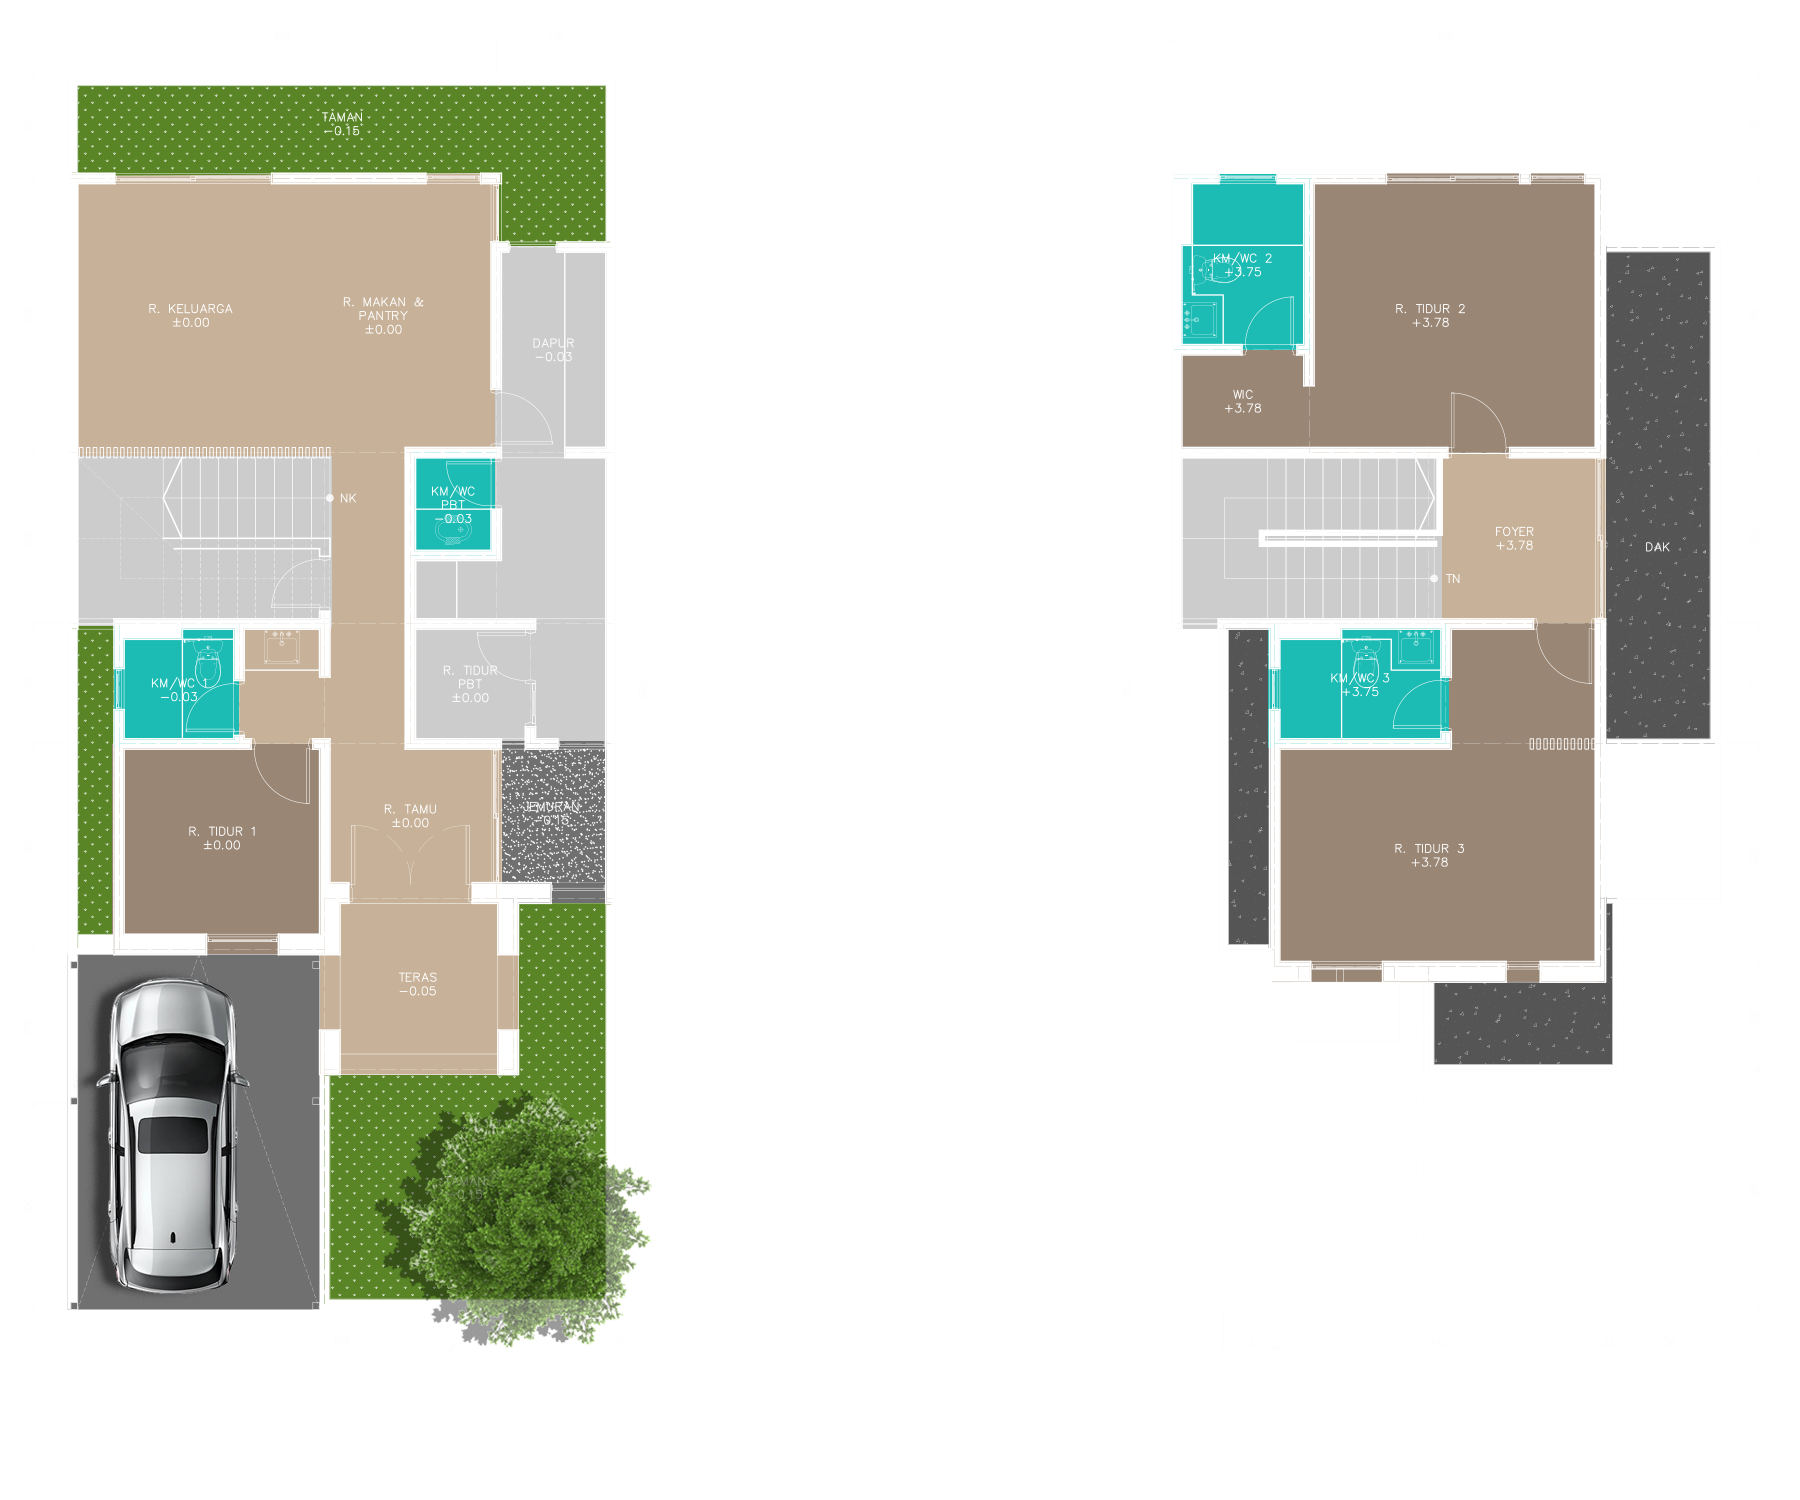 TAMAN
-0.15
R. KELUARGA
±0.00
R. MAKAN &
PANTRY
±0.00
DAPUR
-0.03
NK
KM/WC
PBT
-0.03
KM/WC 1
-0.03
R. TIDUR
PBT
±0.00
R. TIDUR 1
±0.00
R. TAMU
±0.00
JEMURAN
-0.15
TERAS
-0.05
TAMAN
-0.15
KM/WC 2
+3.75
R. TIDUR 2
+3.78
WIC
+3.78
FOYER
+3.78
DAK
TN
KM/WC 3
+3.75
R. TIDUR 3
+3.78